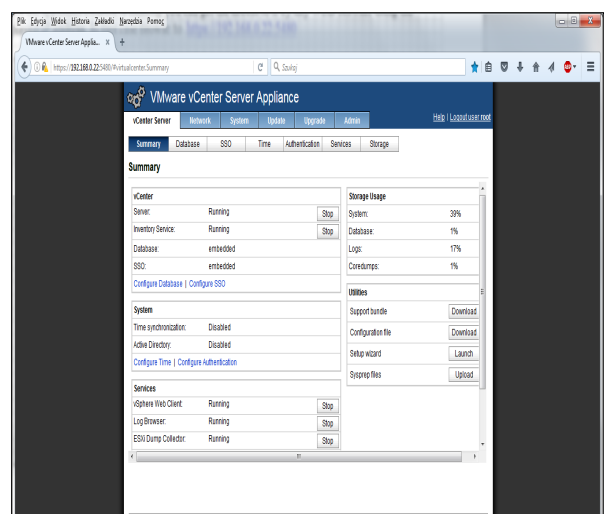 Plik Edycja Widok Historia Zakładki Narzędzia Pomoc
VMware vCenter Server Applia... × +
https://192.168.0.22:5480/#virtualcenter.Summary Szukaj
VMware vCenter Server Appliance
vCenter Server Network System Update Upgrade Admin Help | Logout user root
Summary Database SSO Time Authentication Services Storage
Summary
vCenter
Server: Running Stop
Inventory Service: Running Stop
Database: embedded
SSO: embedded
Configure Database | Configure SSO
System
Time synchronization: Disabled
Active Directory: Disabled
Configure Time | Configure Authentication
Services
vSphere Web Client: Running Stop
Log Browser: Running Stop
ESXi Dump Collector: Running Stop
Storage Usage
System: 39%
Database: 1%
Logs: 17%
Coredumps: 1%
Utilities
Support bundle Download
Configuration file Download
Setup wizard Launch
Sysprep files Upload